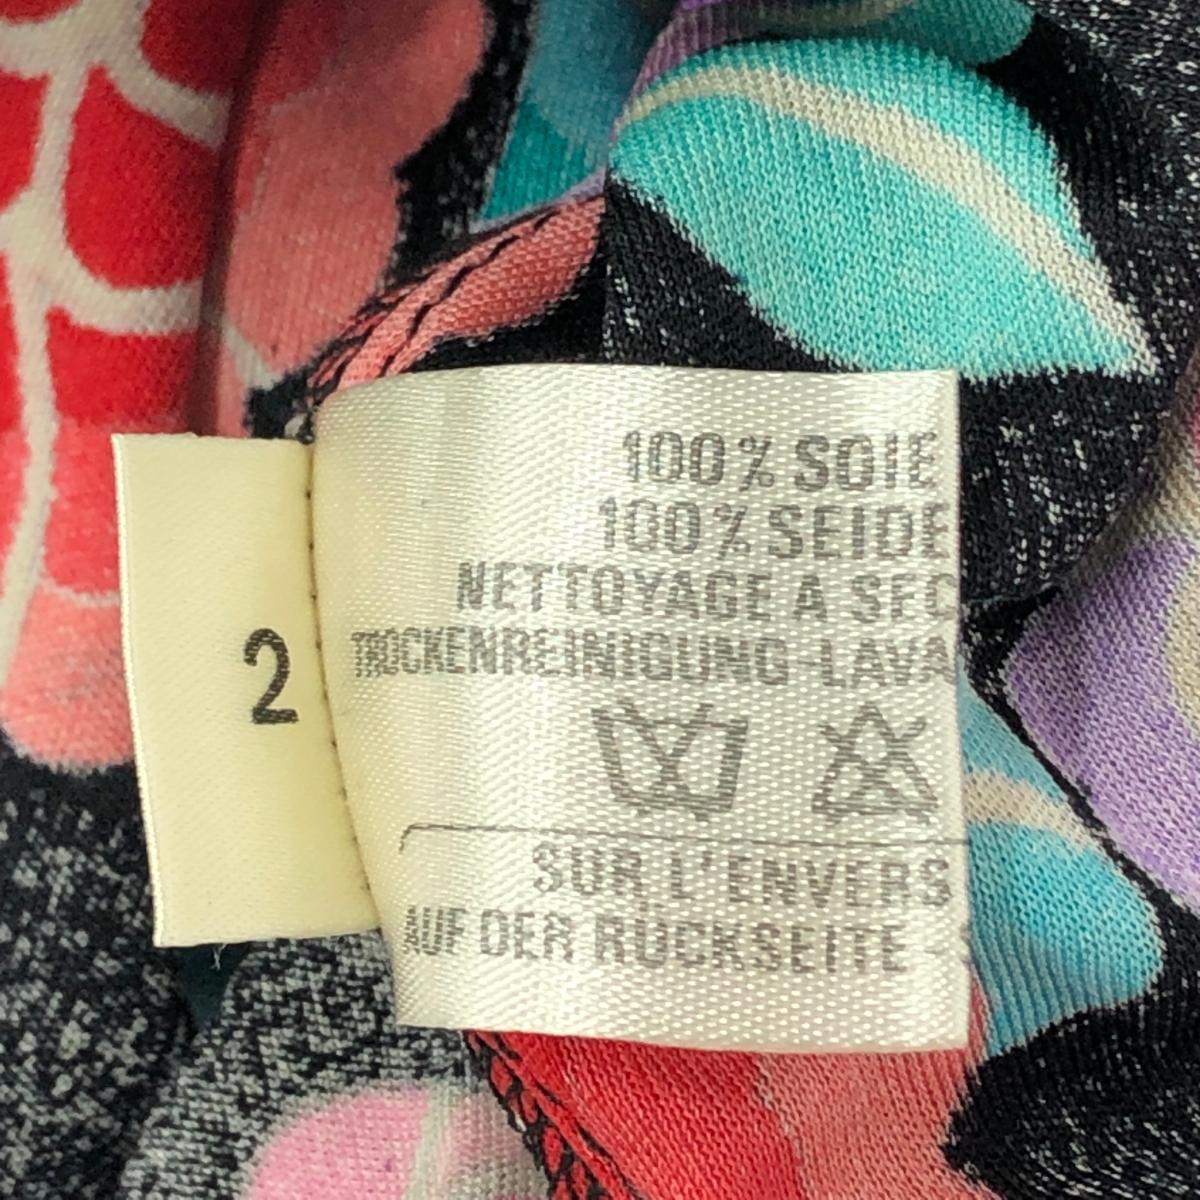 100% SOIE
100% SEIDE
NETTOYAGE A SEC
TROCKENREINIGUNG-LAVA
2
SUR L'ENVERS
AUF DER RÜCKSEITE -